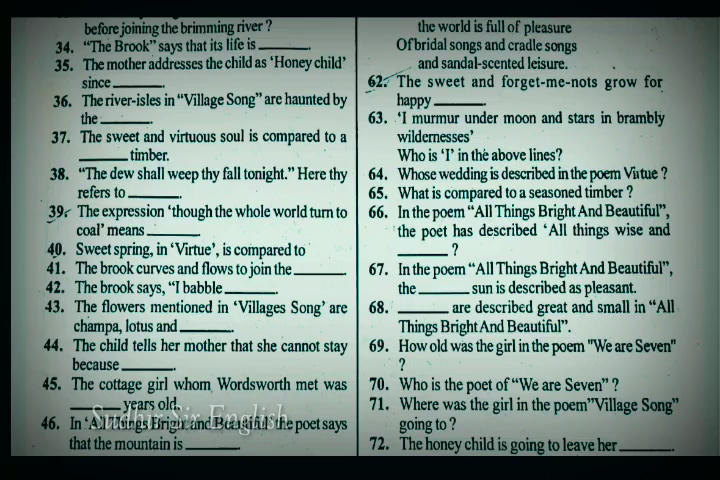 before joining the brimming river ?
34. "The Brook" says that its life is ________.
35. The mother addresses the child as 'Honey child'
since ________.
36. The river-isles in "Village Song" are haunted by
the ________.
37. The sweet and virtuous soul is compared to a
________ timber.
38. "The dew shall weep thy fall tonight." Here thy
refers to ________.
39. The expression 'though the whole world turn to
coal' means ________.
40. Sweet spring, in 'Virtue', is compared to
41. The brook curves and flows to join the ________.
42. The brook says, "I babble ________.
43. The flowers mentioned in 'Villages Song' are
champa, lotus and ________.
44. The child tells her mother that she cannot stay
because ________.
45. The cottage girl whom Wordsworth met was
________ years old.
46. In 'All Things Bright and Beautiful' the poet says
that the mountain is ________.
the world is full of pleasure
Of bridal songs and cradle songs
and sandal-scented leisure.
62. The sweet and forget-me-nots grow for
happy ________.
63. 'I murmur under moon and stars in brambly
wildernesses'
Who is 'I' in the above lines?
64. Whose wedding is described in the poem Virtue ?
65. What is compared to a seasoned timber ?
66. In the poem "All Things Bright And Beautiful",
the poet has described 'All things wise and
________ ?
67. In the poem "All Things Bright And Beautiful",
the ________ sun is described as pleasant.
68. ________ are described great and small in "All
Things Bright And Beautiful".
69. How old was the girl in the poem "We are Seven"
?
70. Who is the poet of "We are Seven" ?
71. Where was the girl in the poem "Village Song"
going to ?
72. The honey child is going to leave her ________.
Sudhir Sir English